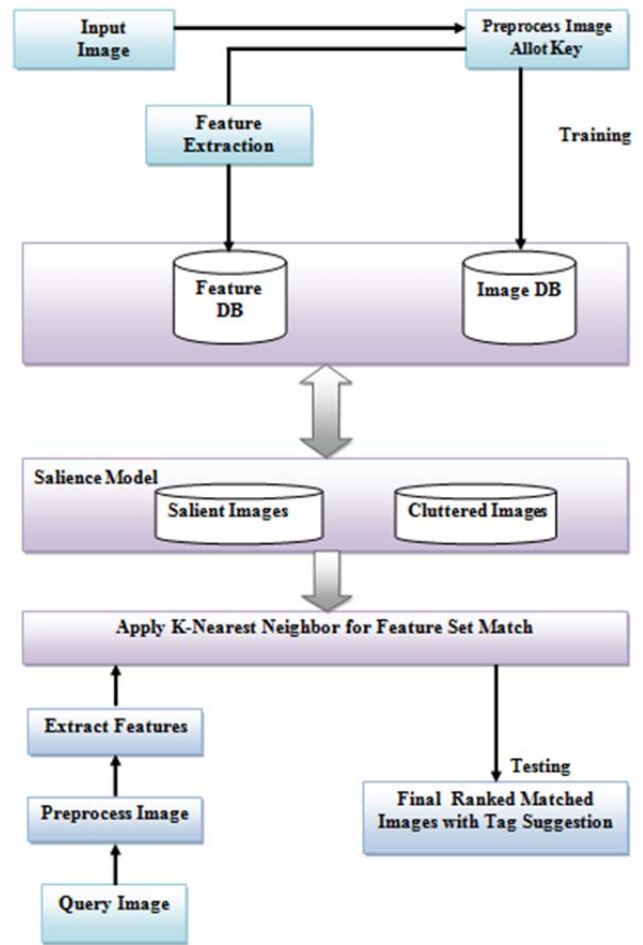 Input
Image
Preprocess Image
Allot Key
Feature
Extraction
Training
Feature
DB
Image DB
Salience Model
Salient Images
Cluttered Images
Apply K-Nearest Neighbor for Feature Set Match
Extract Features
Preprocess Image
Query Image
Testing
Final Ranked Matched
Images with Tag Suggestion